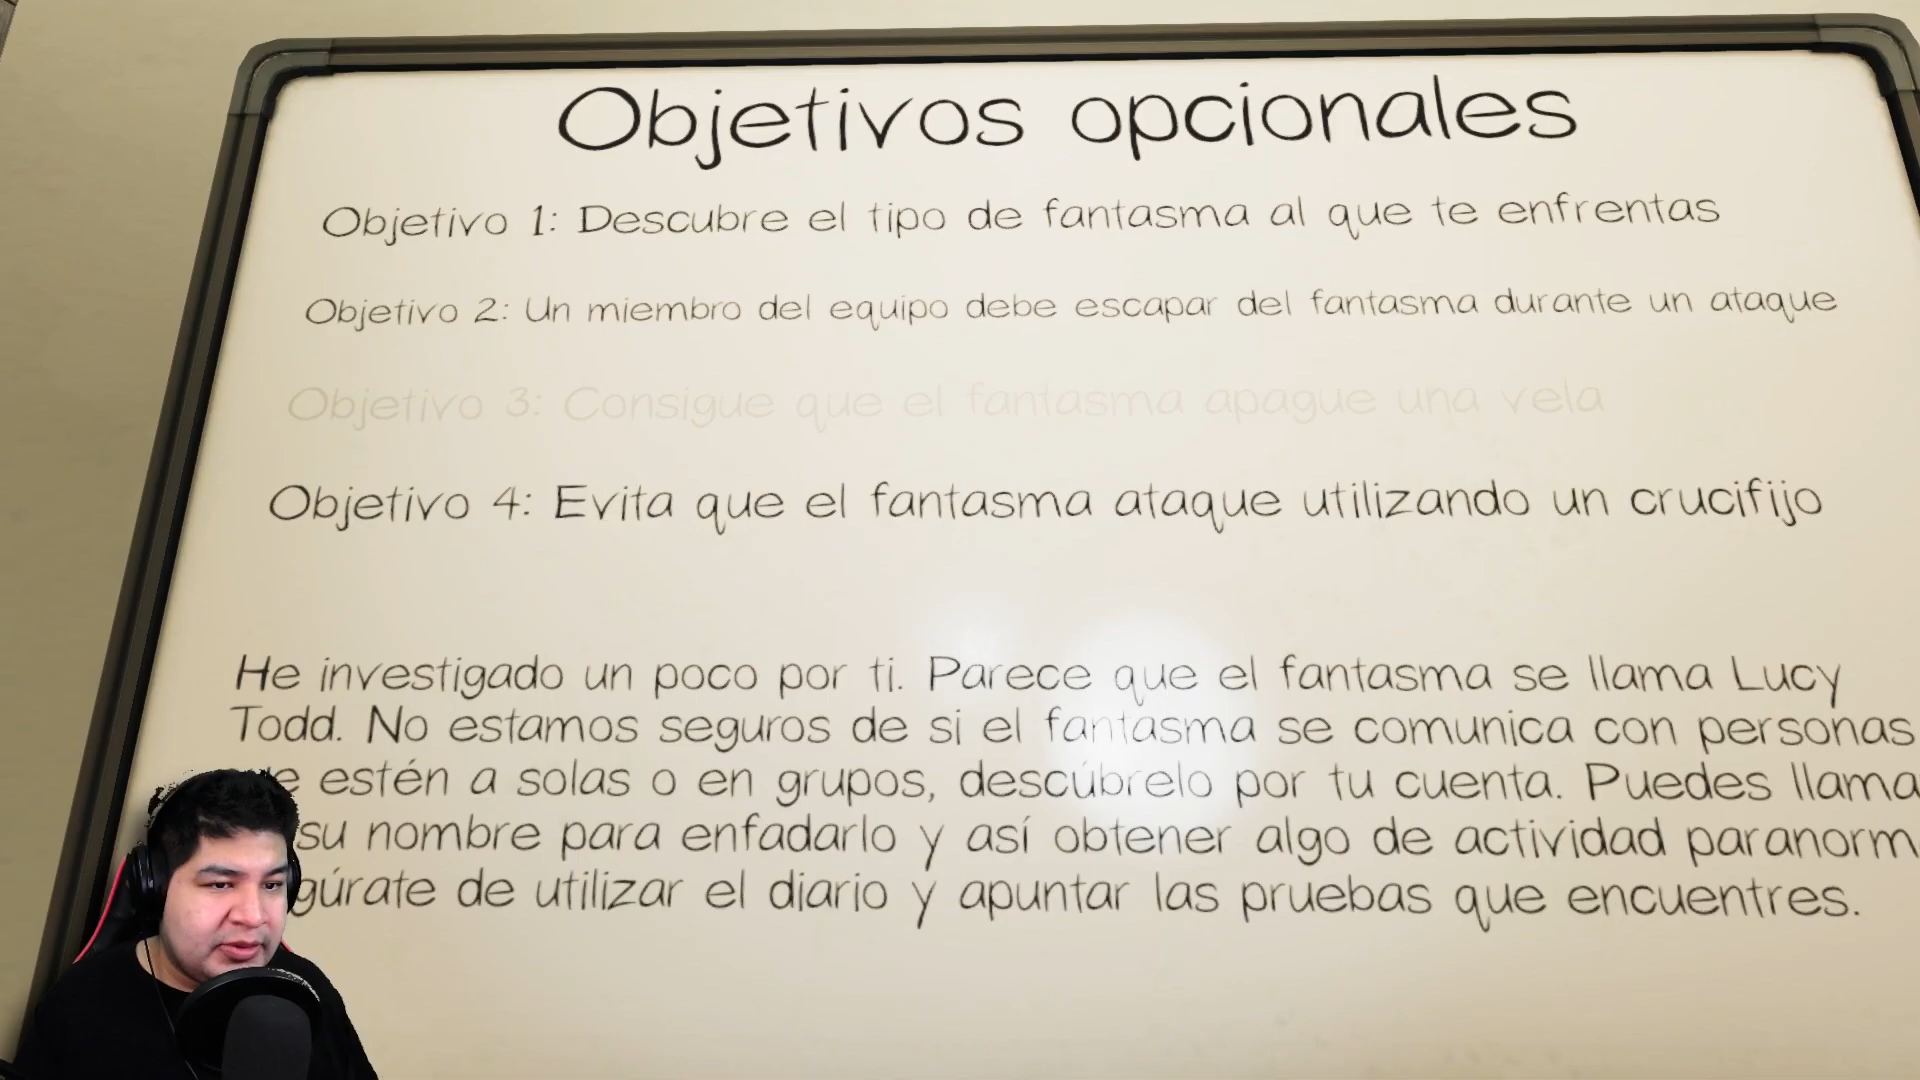 Objetivos opcionales
Objetivo 1: Descubre el tipo de fantasma al que te enfrentas
Objetivo 2: Un miembro del equipo debe escapar del fantasma durante un ataque
Objetivo 3: Consigue que el fantasma apague una vela
Objetivo 4: Evita que el fantasma ataque utilizando un crucifijo
He investigado un poco por ti. Parece que el fantasma se llama Lucy
Todd. No estamos seguros de si el fantasma se comunica con personas
estén a solas o en grupos, descúbrelo por tu cuenta. Puedes llama
su nombre para enfadarlo y así obtener algo de actividad paranorm
gúrate de utilizar el diario y apuntar las pruebas que encuentres.